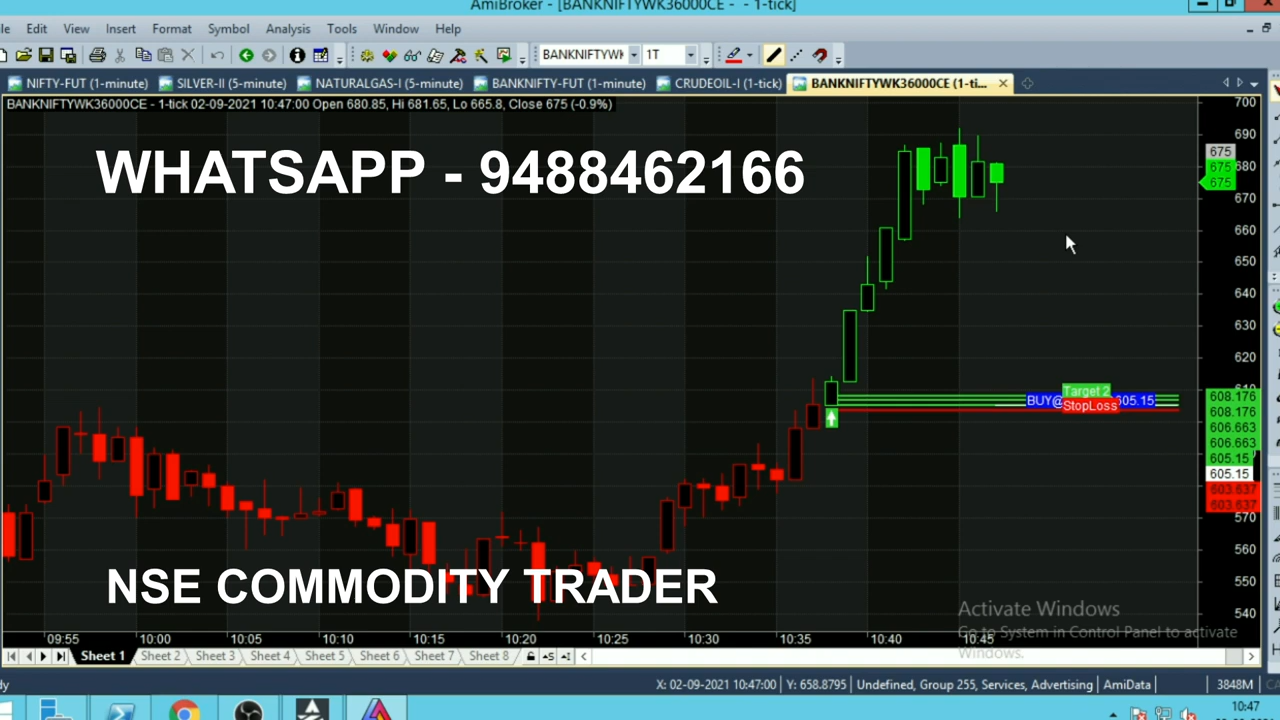 AmiBroker - [BANKNIFTYWK36000CE - - 1-tick]
Edit View Insert Format Symbol Analysis Tools Window Help
BANKNIFTYWK 1T
NIFTY-FUT (1-minute) SILVER-II (5-minute) NATURALGAS-I (5-minute) BANKNIFTY-FUT (1-minute) CRUDEOIL-I (1-tick) BANKNIFTYWK36000CE (1-ti...
BANKNIFTYWK36000CE - 1-tick 02-09-2021 10:47:00 Open 680.85, Hi 681.65, Lo 665.8, Close 675 (-0.9%)
700
WHATSAPP - 9488462166
690
675
675
680
675
670
660
650
640
630
620
Target 2
BUY@ 605.15
StopLoss
608.176
608.176
606.663
606.663
605.15
605.15
603.637
603.637
570
560
550
540
NSE COMMODITY TRADER
Activate Windows
Go to System in Control Panel to activate
Windows.
09:55 10:00 10:05 10:10 10:15 10:20 10:25 10:30 10:35 10:40 10:45
Sheet 1 Sheet 2 Sheet 3 Sheet 4 Sheet 5 Sheet 6 Sheet 7 Sheet 8
X: 02-09-2021 10:47:00 Y: 658.8795 Undefined, Group 255, Services, Advertising AmiData 3848M
10:47